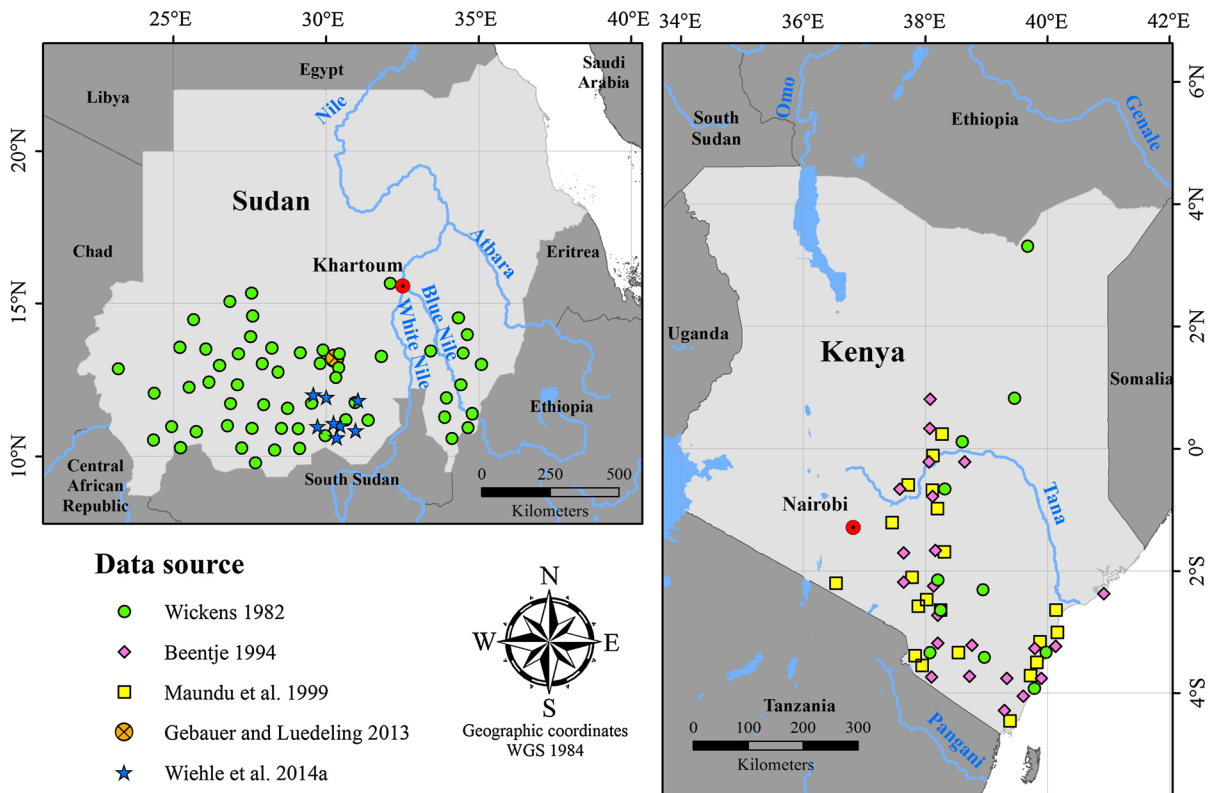 25°E
30°E
35°E
40°E
20°N
15°N
10°N
Egypt
Libya
Saudi
Arabia
Nile
Sudan
Chad
Khartoum
Atbara
Eritrea
Blue Nile
White Nile
Ethiopia
Central
African
Republic
South Sudan
0
250
500
Kilometers
34°E
36°E
38°E
40°E
42°E
6°N
4°N
2°N
0°
2°S
4°S
Omo
South
Sudan
Ethiopia
Genale
Uganda
Kenya
Somalia
Nairobi
Tana
Tanzania
0
100
200
300
Kilometers
Pangani
Data source
Wickens 1982
Beentje 1994
Maundu et al. 1999
Gebauer and Luedeling 2013
Wiehle et al. 2014a
N
W
E
S
Geographic coordinates
WGS 1984